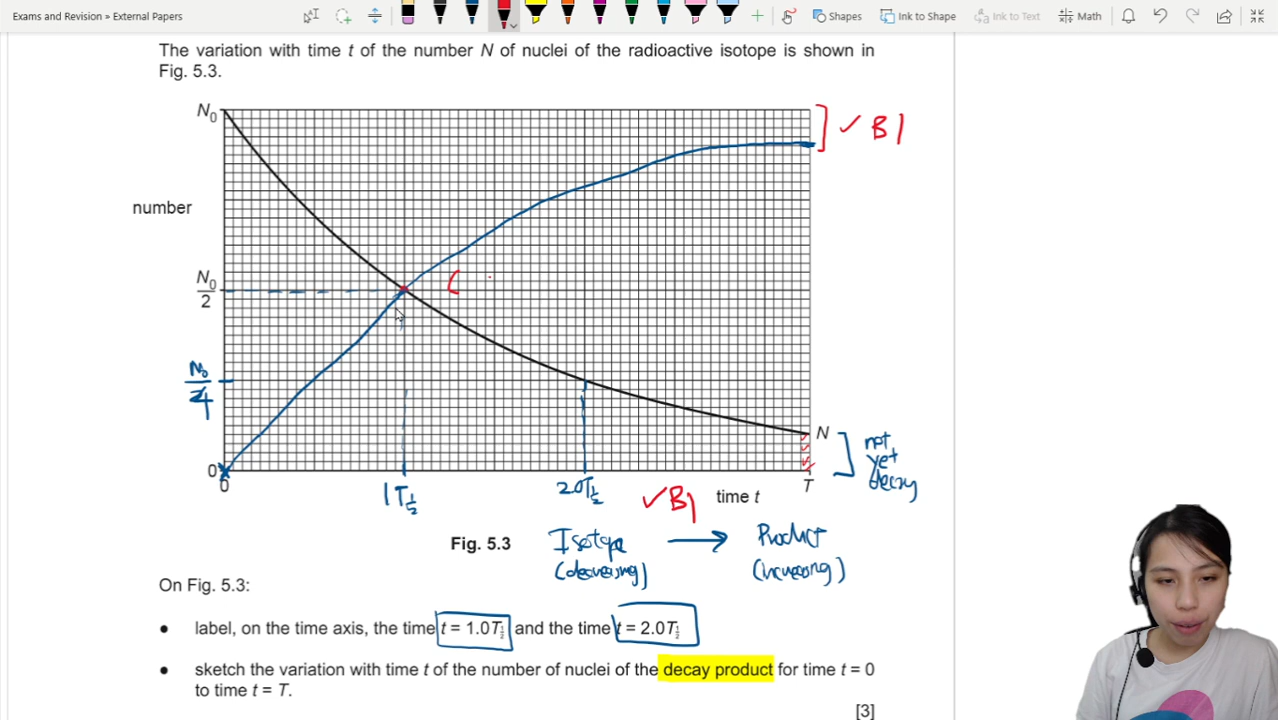 Exams and Revision » External Papers
Shapes
Ink to Shape
Ink to Text
Math
The variation with time t of the number N of nuclei of the radioactive isotope is shown in
Fig. 5.3.
N₀
✓ B1
number
N₀
2
(
N₀
4
N
not
yet
decay
0
0
1T½
2.0T½
✓B1
time t
T
Fig. 5.3
Isotope → Product
(decreasing) (increasing)
On Fig. 5.3:
• label, on the time axis, the time t = 1.0T½ and the time t = 2.0T½
• sketch the variation with time t of the number of nuclei of the decay product for time t = 0
to time t = T.
[3]